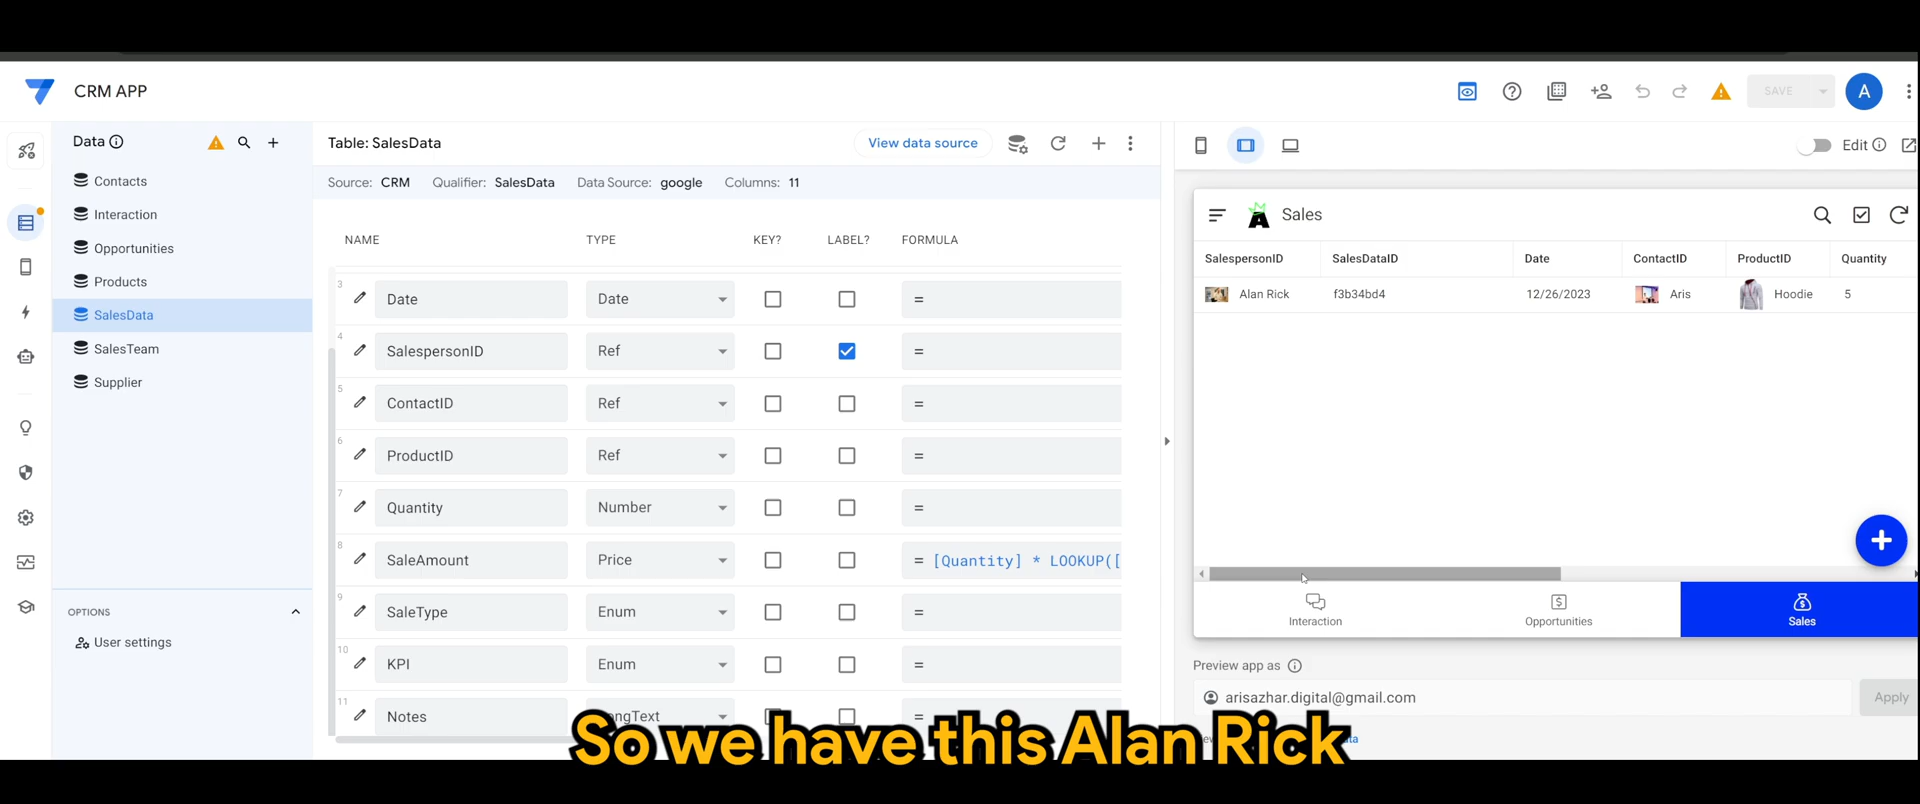 CRM APP
SAVE
A
Data
Contacts
Interaction
Opportunities
Products
SalesData
SalesTeam
Supplier
OPTIONS
User settings
Table: SalesData
View data source
Source: CRM Qualifier: SalesData Data Source: google Columns: 11
NAME TYPE KEY? LABEL? FORMULA
3 Date Date =
4 SalespersonID Ref =
5 ContactID Ref =
6 ProductID Ref =
7 Quantity Number =
8 SaleAmount Price = [Quantity] * LOOKUP([
9 SaleType Enum =
10 KPI Enum =
11 Notes =
Edit
A Sales
SalespersonID SalesDataID Date ContactID ProductID Quantity
Alan Rick f3b34bd4 12/26/2023 Aris Hoodie 5
Interaction
Opportunities
Sales
Preview app as
arisazhar.digital@gmail.com
Apply
So we have this Alan Rick